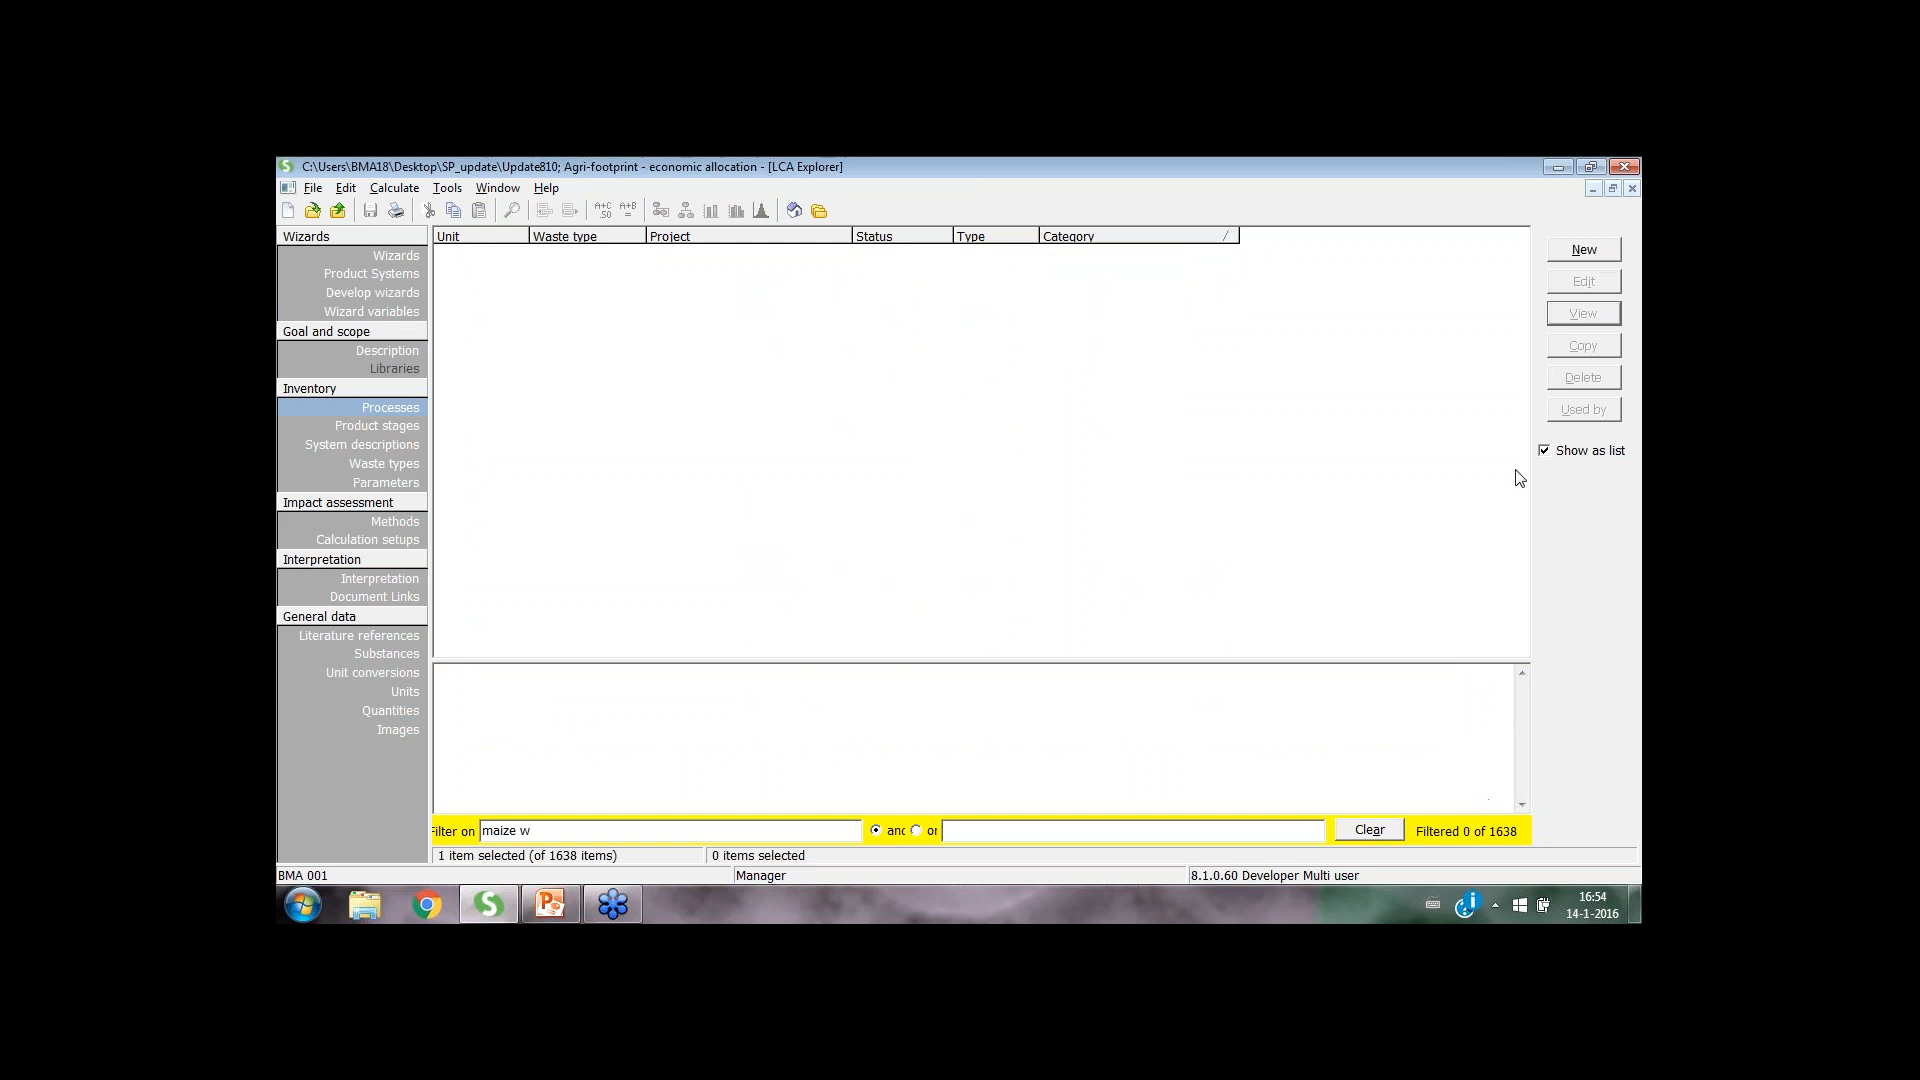 C:\Users\BMA18\Desktop\SP_update\Update810; Agri-footprint - economic allocation - [LCA Explorer]
File Edit Calculate Tools Window Help
Wizards
Wizards
Product Systems
Develop wizards
Wizard variables
Goal and scope
Description
Libraries
Inventory
Processes
Product stages
System descriptions
Waste types
Parameters
Impact assessment
Methods
Calculation setups
Interpretation
Interpretation
Document Links
General data
Literature references
Substances
Unit conversions
Units
Quantities
Images
Unit Waste type Project Status Type Category
New
Edit
View
Copy
Delete
Used by
Show as list
Filter on maize w and or Clear Filtered 0 of 1638
1 item selected (of 1638 items) 0 items selected
BMA 001 Manager 8.1.0.60 Developer Multi user
16:54
14-1-2016